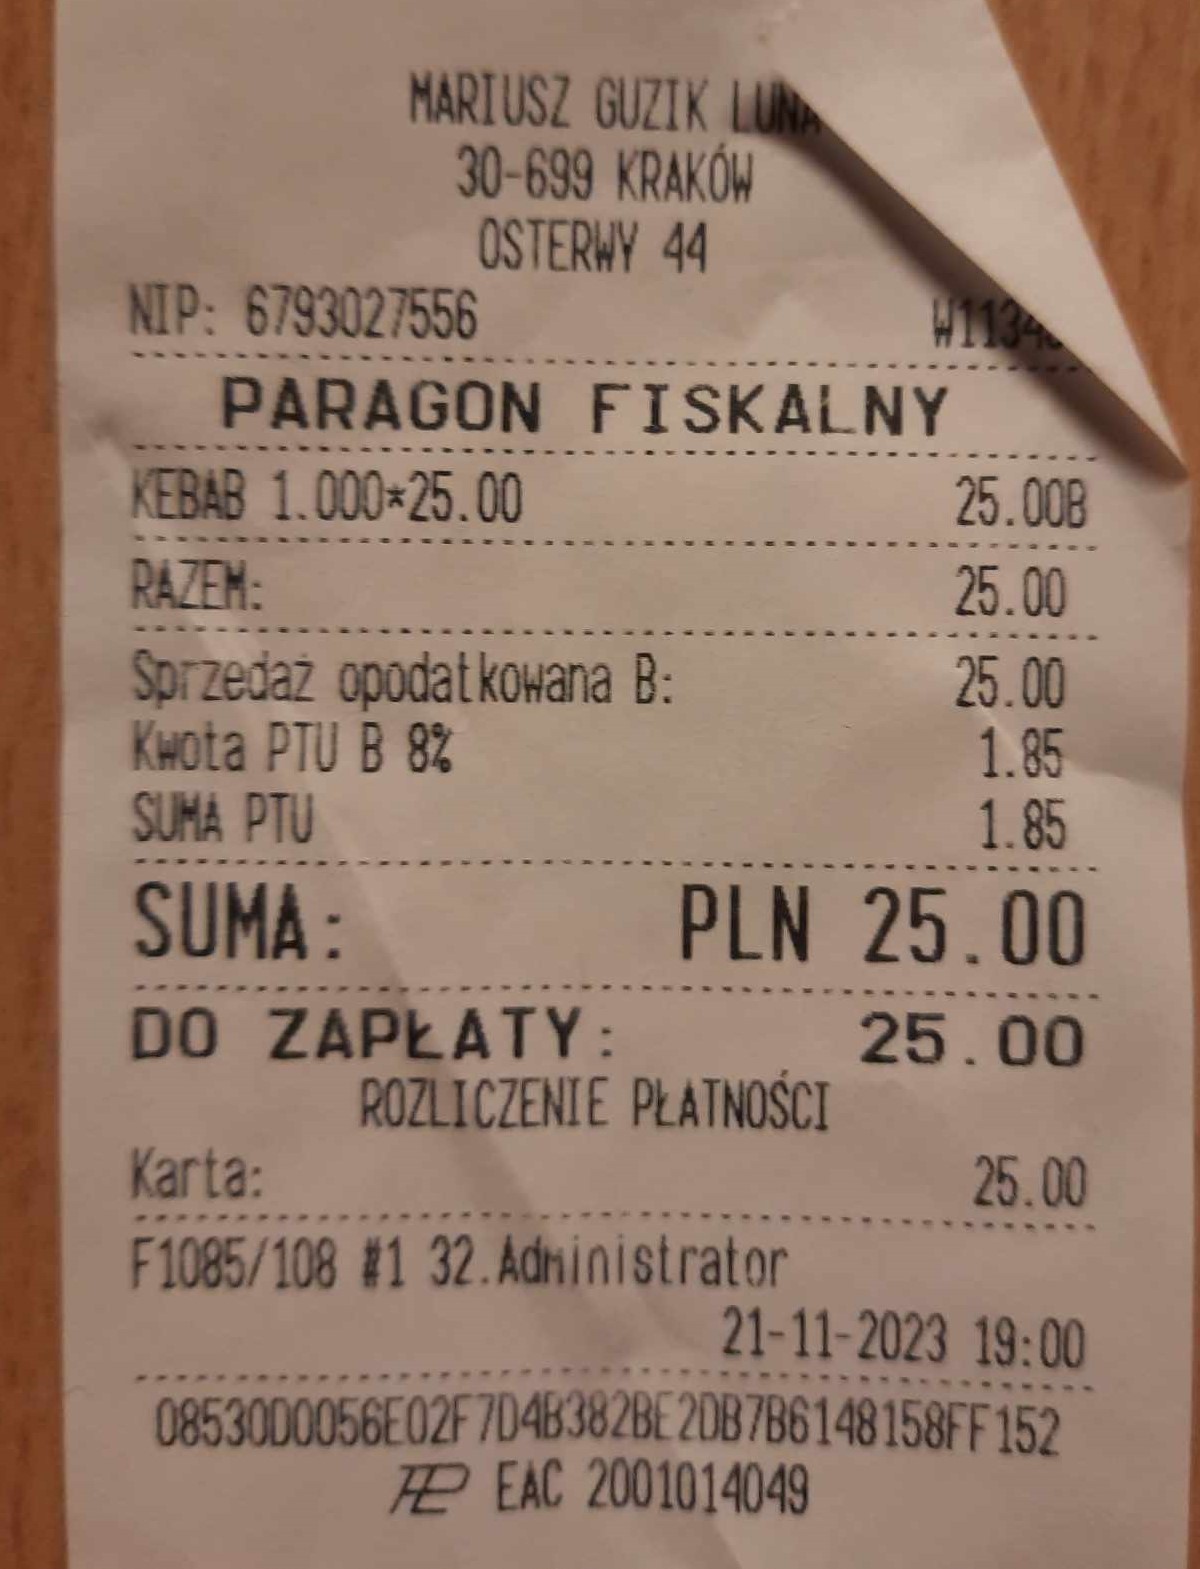 MARIUSZ GUZIK LUNA
30-699 KRAKÓW
OSTERWY 44
NIP: 6793027556
PARAGON FISKALNY
KEBAB 1.000*25.00 25.00B
RAZEM: 25.00
Sprzedaż opodatkowana B: 25.00
Kwota PTU B 8% 1.85
SUMA PTU 1.85
SUMA: PLN 25.00
DO ZAPŁATY: 25.00
ROZLICZENIE PŁATNOŚCI
Karta: 25.00
F1085/108 #1 32.Administrator
21-11-2023 19:00
08530D0056E02F7D4B382BE2DB7B6148158FF152
EAC 2001014049